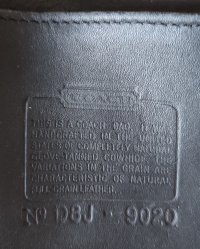 COACH
THIS IS A COACH BAG. IT WAS
HANDCRAFTED IN THE UNITED
STATES OF COMPLETELY NATURAL
GLOVE TANNED COWHIDE. THE
VARIATIONS IN THE GRAIN ARE
CHARACTERISTIC OF NATURAL
FULL GRAIN LEATHER.
No D8J - 9020